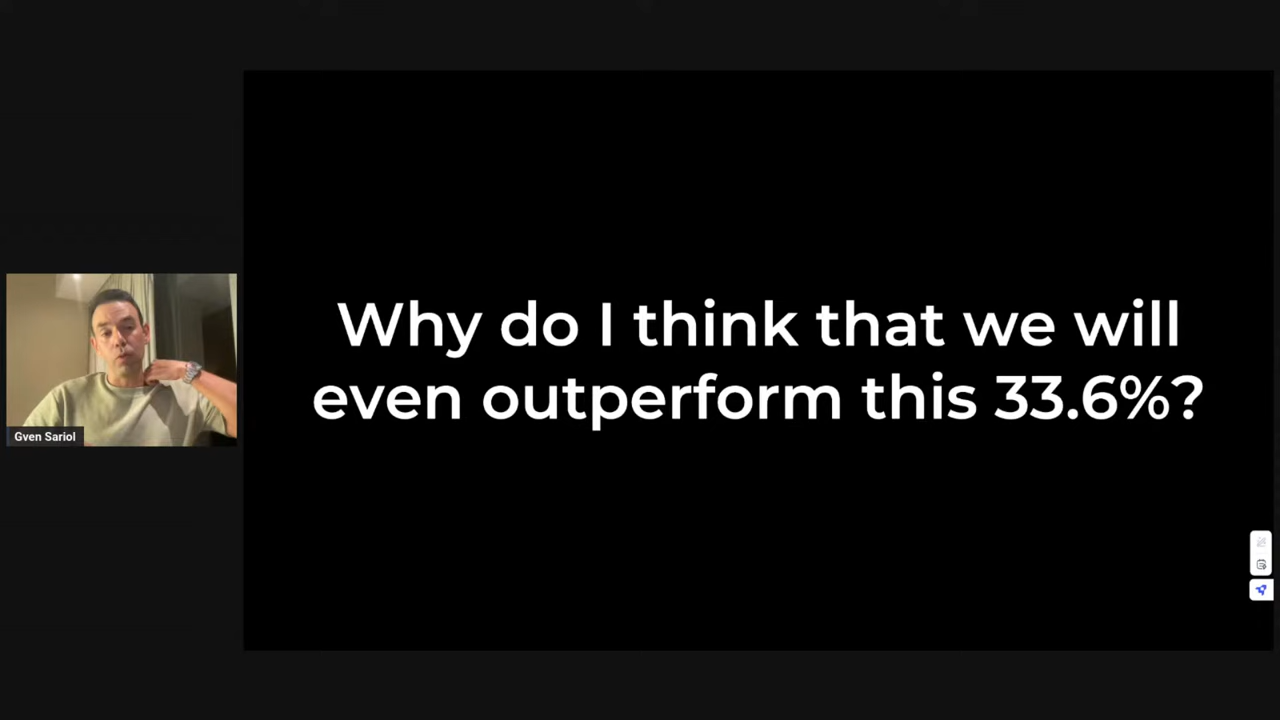 Why do I think that we will
even outperform this 33.6%?
Gven Sariol